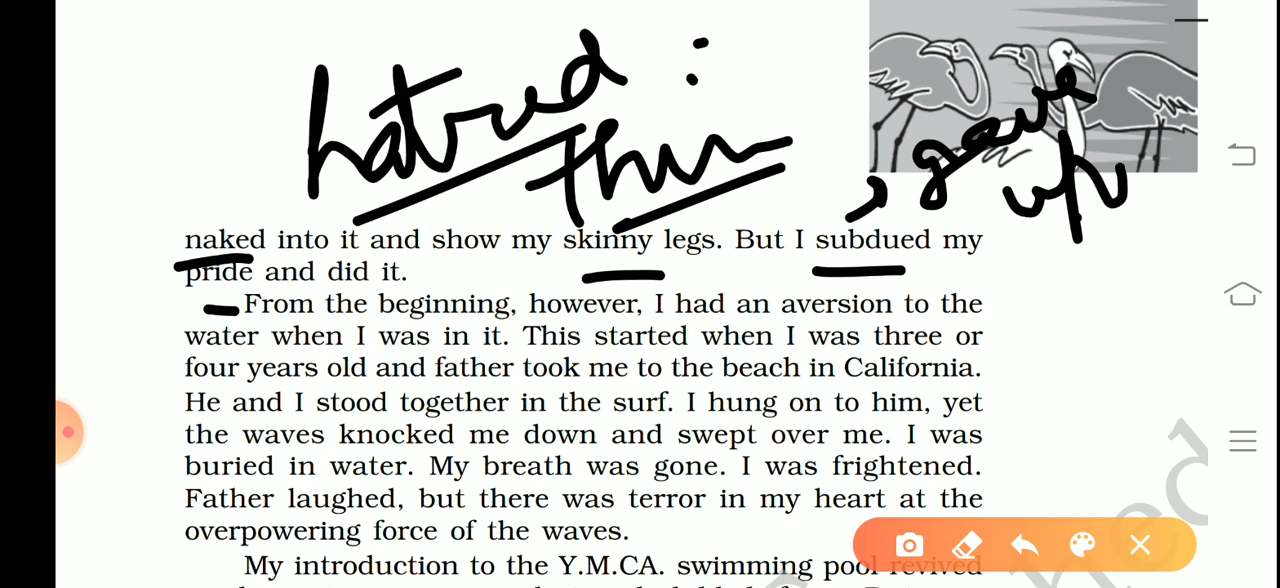 hatred :
thin
, gave
up
naked into it and show my skinny legs. But I subdued my
pride and did it.
From the beginning, however, I had an aversion to the
water when I was in it. This started when I was three or
four years old and father took me to the beach in California.
He and I stood together in the surf. I hung on to him, yet
the waves knocked me down and swept over me. I was
buried in water. My breath was gone. I was frightened.
Father laughed, but there was terror in my heart at the
overpowering force of the waves.
My introduction to the Y.M.CA. swimming pool revived